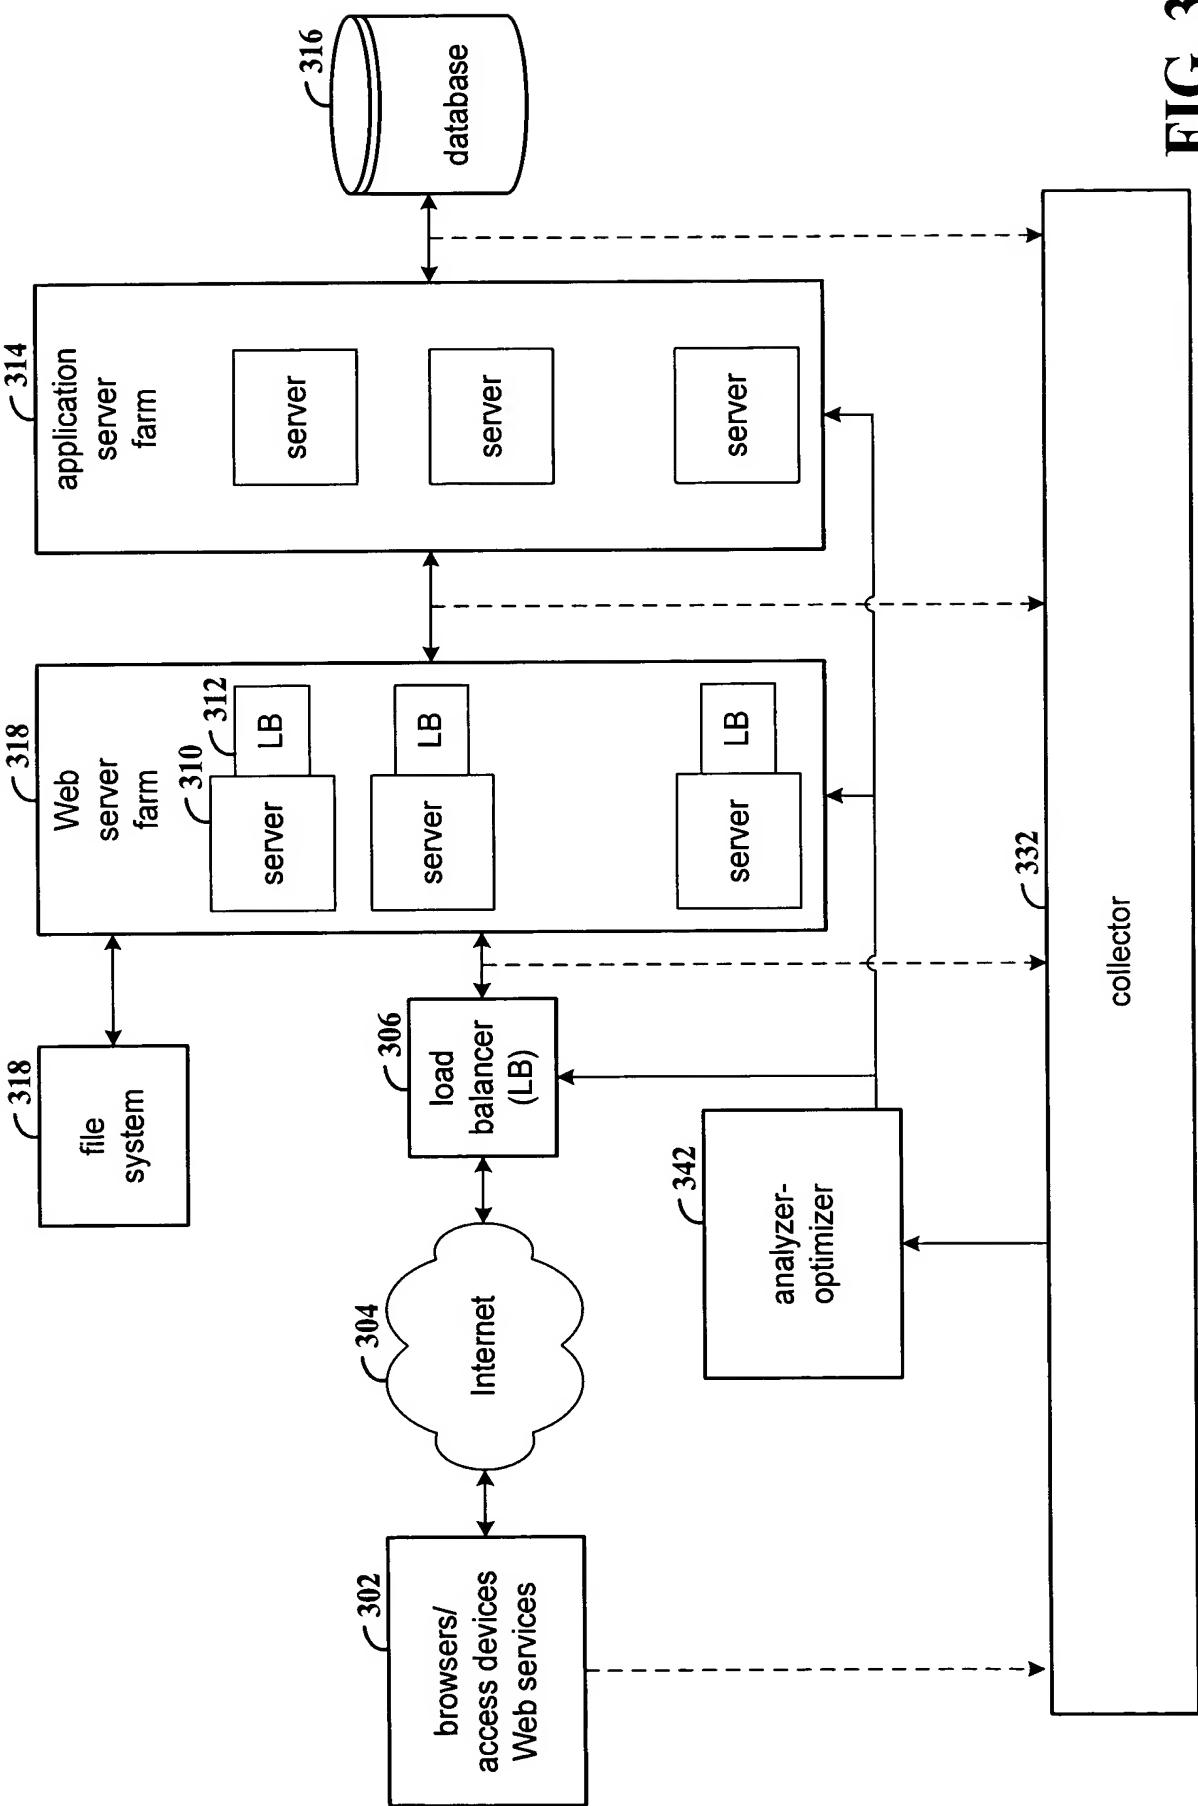 302
browsers/
access devices
Web services
304
Internet
306
load
balancer
(LB)
318
file
system
318
Web
server
farm
310
server
312
LB
server
LB
server
LB
314
application
server
farm
server
server
server
316
database
342
analyzer-
optimizer
332
collector
FIG. 3